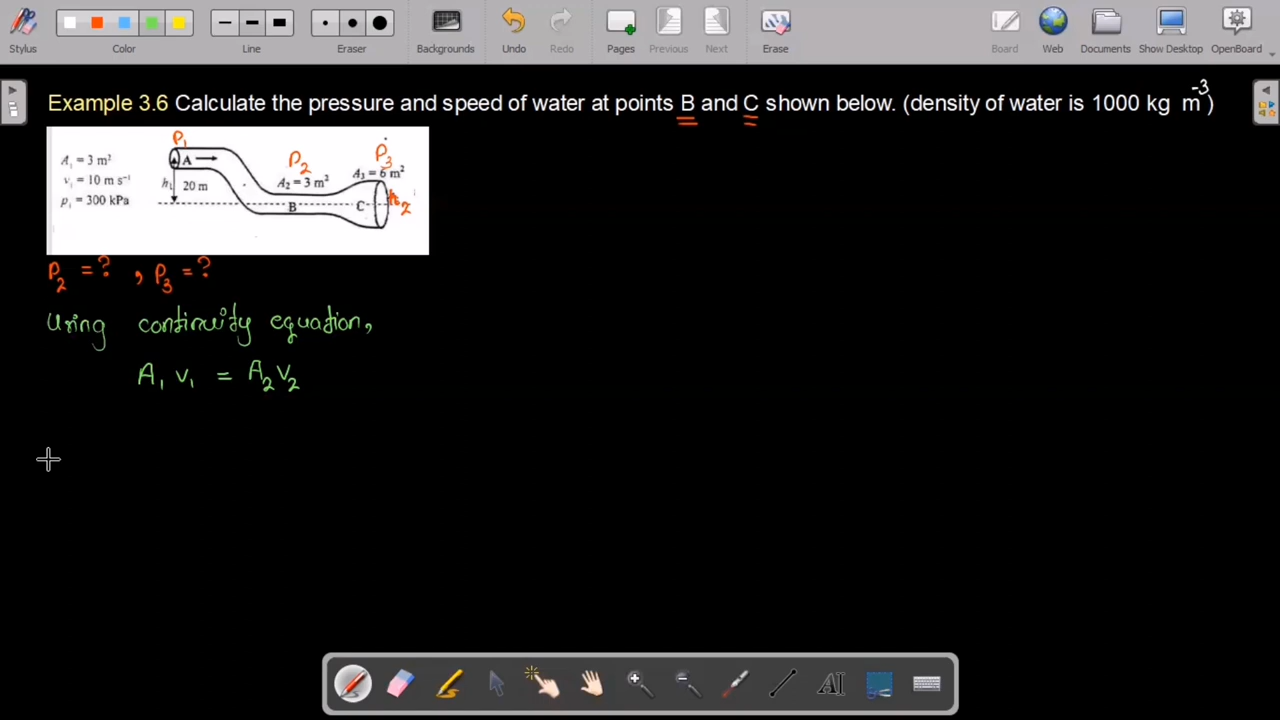 Stylus Color Line Eraser Backgrounds Undo Redo Pages Previous Next Erase Board Web Documents Show Desktop OpenBoard
Example 3.6 Calculate the pressure and speed of water at points B and C shown below. (density of water is 1000 kg m⁻³)
A₁ = 3 m²
v₁ = 10 m s⁻¹
p₁ = 300 kPa
P₁
A
h₁ 20 m
P₂
A₂ = 3 m²
B
P₃
A₃ = 6 m²
C
h₂
P₂ = ? , P₃ = ?
Using continuity equation,
A₁ v₁ = A₂ v₂